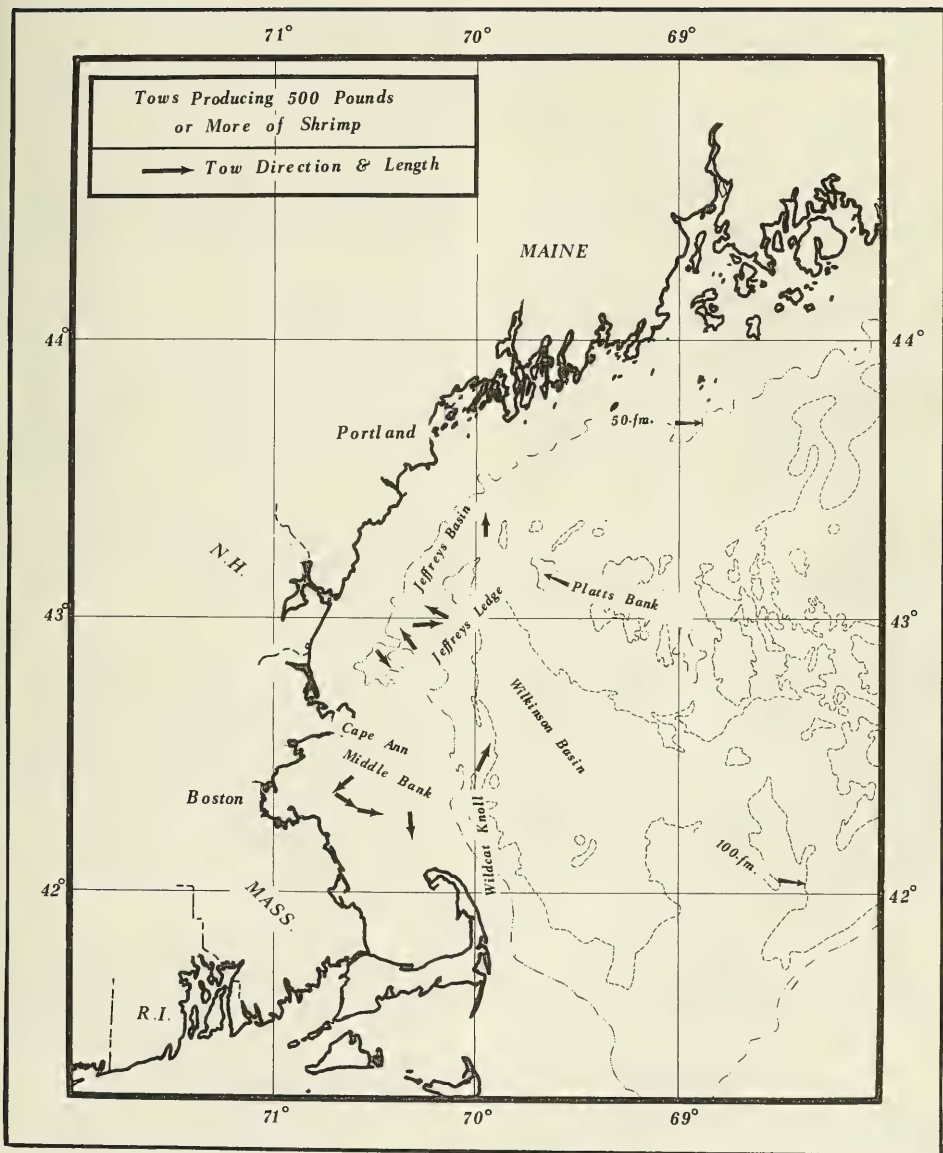 71°
70°
69°
Tows Producing 500 Pounds
or More of Shrimp
Tow Direction & Length
MAINE
44°
44°
50-fm.
Portland
Jeffreys Basin
N.H.
Platts Bank
43°
43°
Jeffreys Ledge
Wilkinson Basin
Cape Ann
Middle Bank
Boston
Wildcat Knoll
100-fm.
42°
42°
MASS.
R.I.
71°
70°
69°